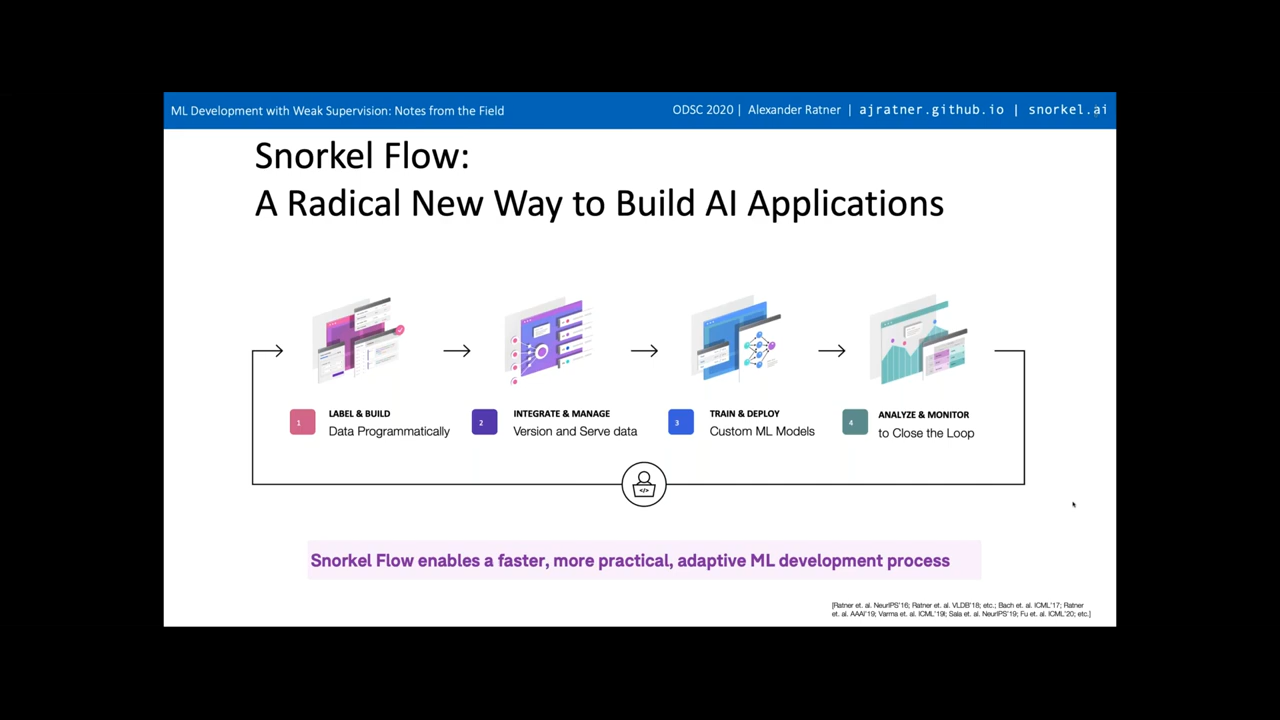 ML Development with Weak Supervision: Notes from the Field
ODSC 2020 | Alexander Ratner | ajratner.github.io | snorkel.ai
Snorkel Flow:
A Radical New Way to Build AI Applications
1
LABEL & BUILD
Data Programmatically
2
INTEGRATE & MANAGE
Version and Serve data
3
TRAIN & DEPLOY
Custom ML Models
4
ANALYZE & MONITOR
to Close the Loop
</>
Snorkel Flow enables a faster, more practical, adaptive ML development process
[Ratner et. al. NeurIPS'16; Ratner et. al. VLDB'18; etc.; Bach et. al. ICML'17; Ratner
et. al. AAAI'19; Varma et. al. ICML'19l; Sala et. al. NeurIPS'19; Fu et. al. ICML'20; etc.]